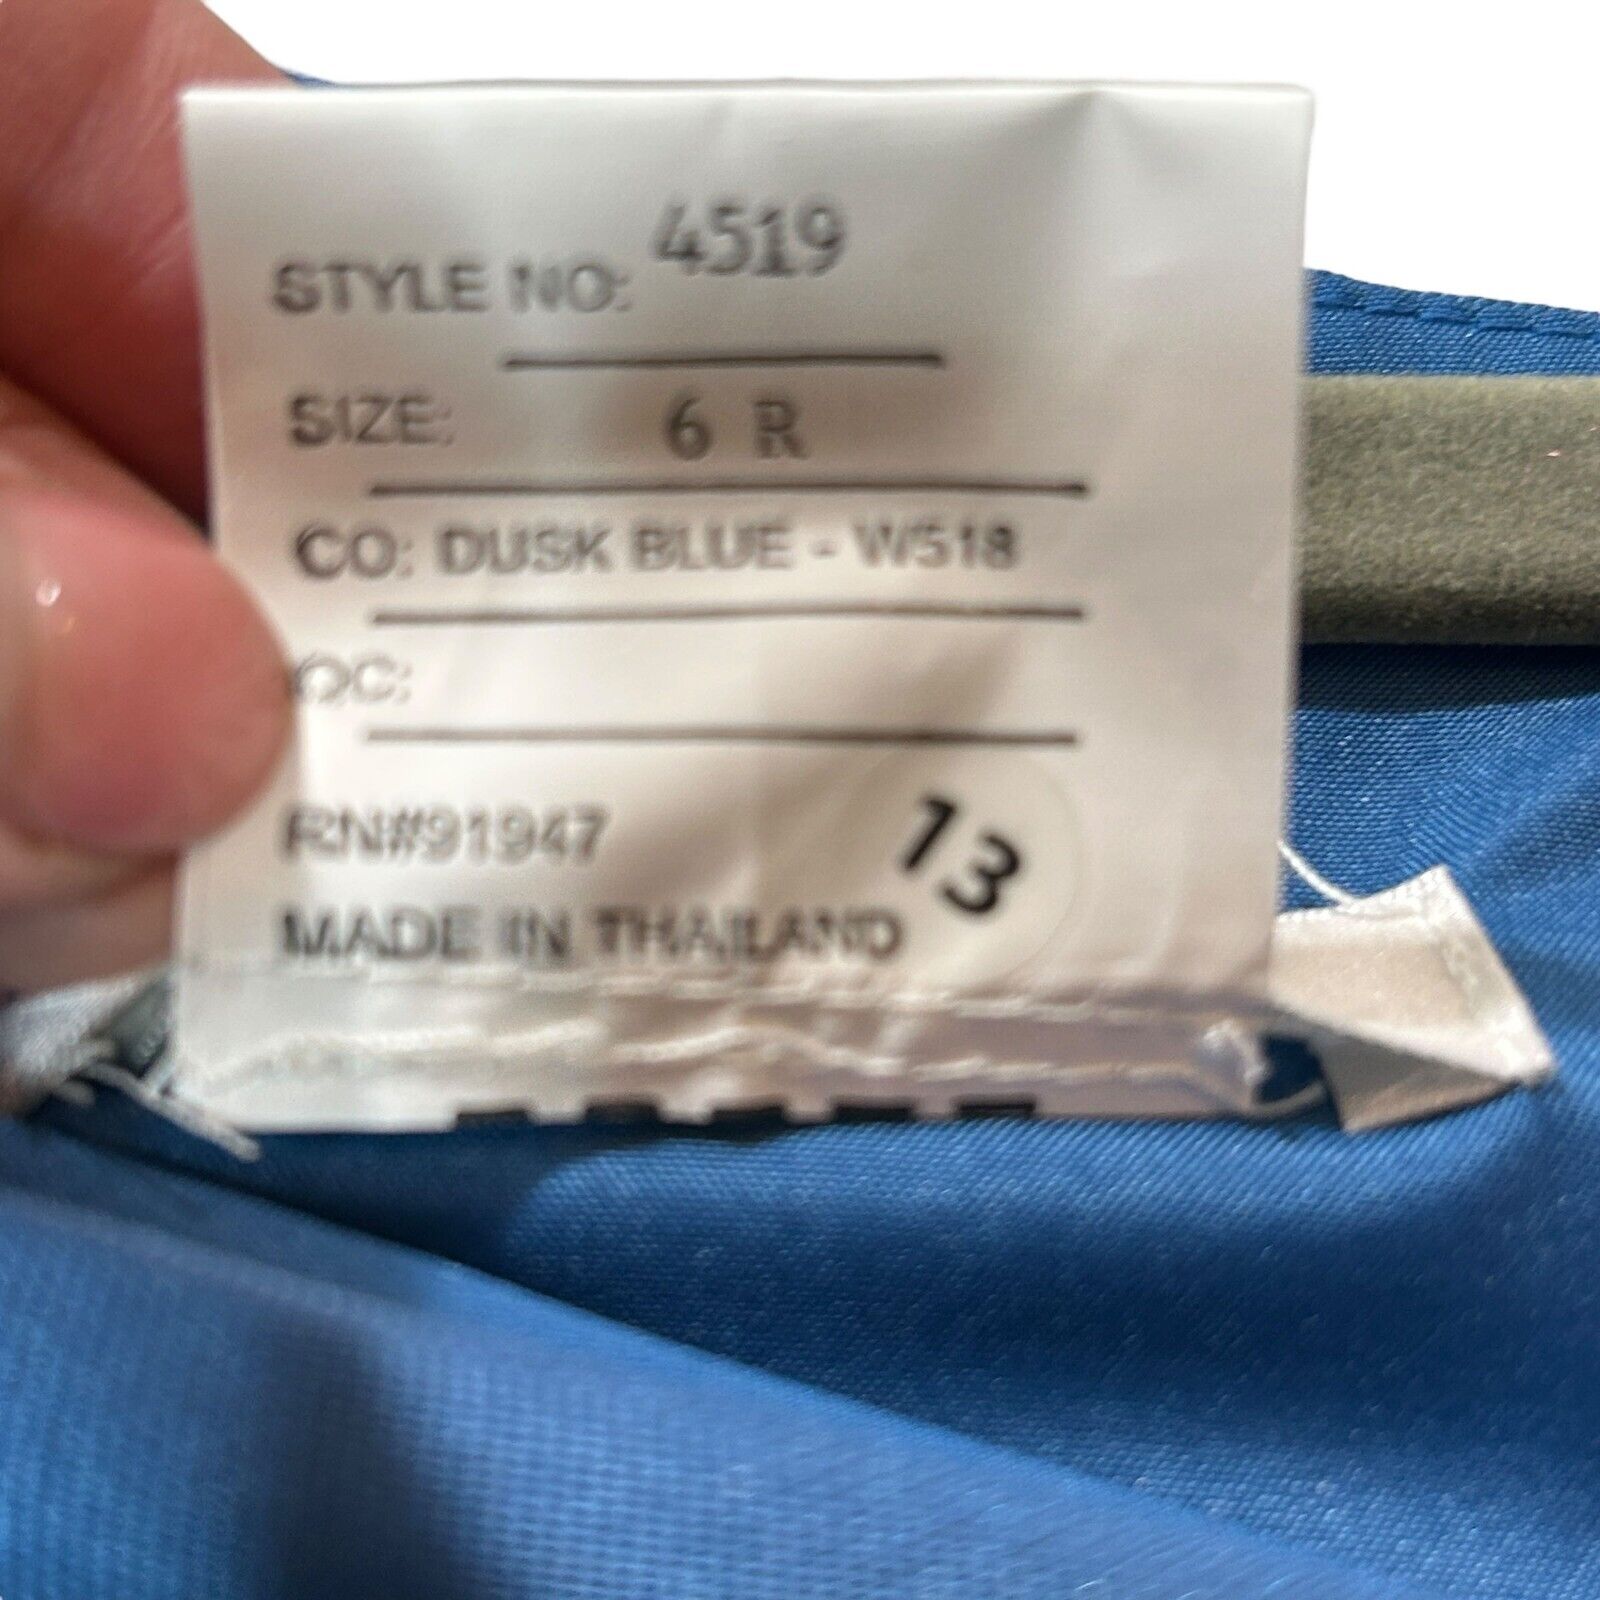 STYLE NO: 4519
SIZE: 6 R
CO: DUSK BLUE - W518
QC:
RN#91947
13
MADE IN THAILAND